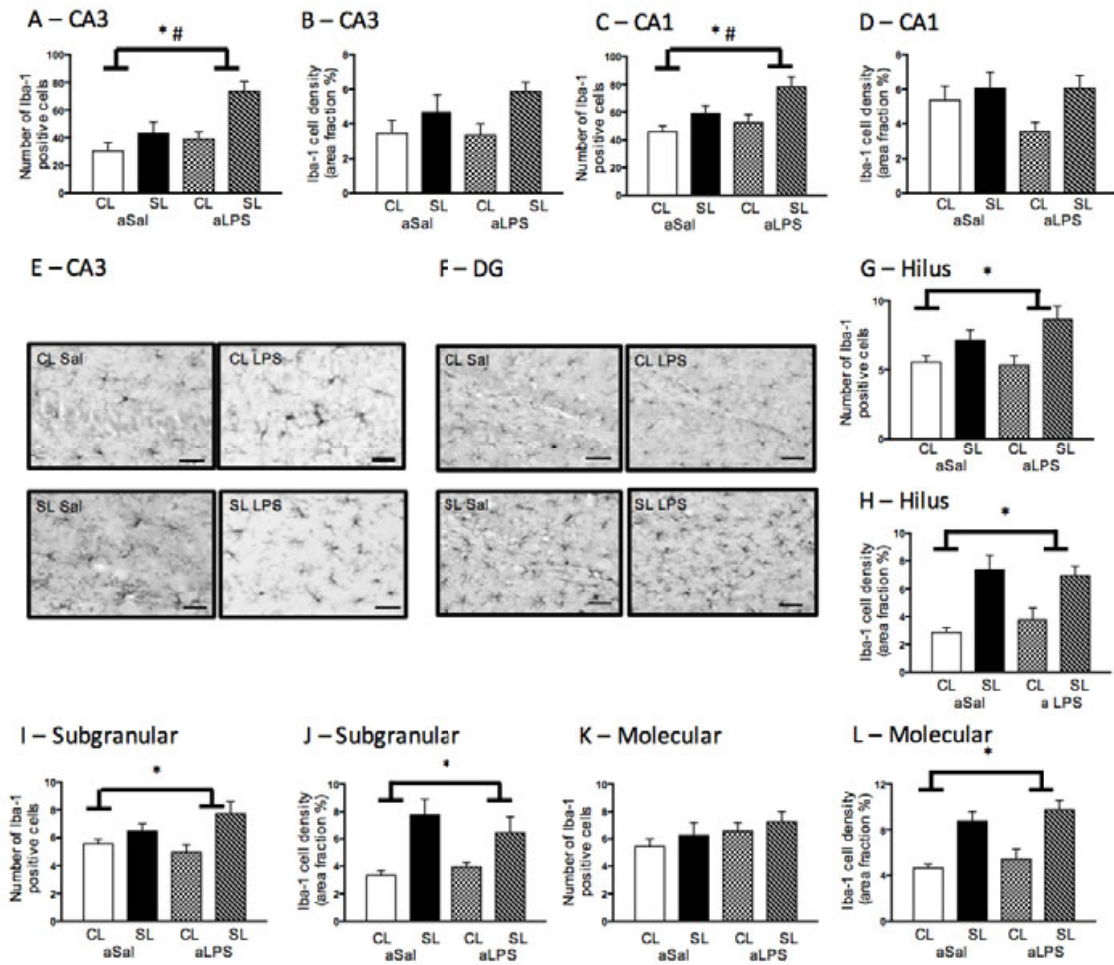 A – CA3
* #
Number of Iba-1
positive cells
100
80
60
40
20
0
CL SL CL SL
aSal aLPS
B – CA3
Iba-1 cell density
(area fraction %)
8
6
4
2
0
CL SL CL SL
aSal aLPS
C – CA1
* #
Number of Iba-1
positive cells
100
80
60
40
20
0
CL SL CL SL
aSal aLPS
D – CA1
Iba-1 cell density
(area fraction %)
8
6
4
2
0
CL SL CL SL
aSal aLPS
E – CA3
CL Sal
CL LPS
SL Sal
SL LPS
F – DG
CL Sal
CL LPS
SL Sal
SL LPS
G – Hilus
*
Number of Iba-1
positive cells
10
5
0
CL SL CL SL
aSal aLPS
H – Hilus
*
Iba-1 cell density
(area fraction %)
10
8
6
4
2
0
CL SL CL SL
aSal a LPS
I – Subgranular
*
Number of Iba-1
positive cells
10
8
6
4
2
0
CL SL CL SL
aSal aLPS
J – Subgranular
*
Iba-1 cell density
(area fraction %)
10
8
6
4
2
0
CL SL CL SL
aSal aLPS
K – Molecular
Number of Iba-1
positive cells
10
8
6
4
2
0
CL SL CL SL
aSal aLPS
L – Molecular
*
Iba-1 cell density
(area fraction %)
12
9
6
3
0
CL SL CL SL
aSal aLPS